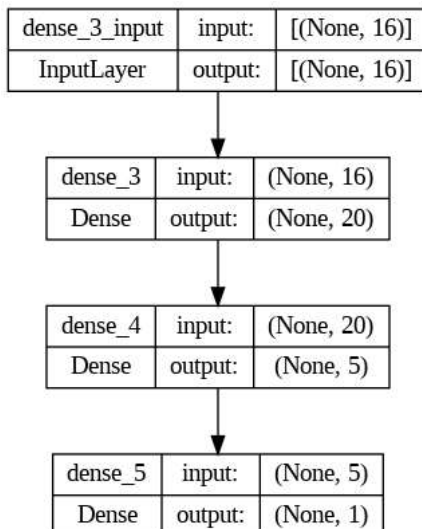 dense_3_input input: [(None, 16)]
InputLayer output: [(None, 16)]
dense_3 input: (None, 16)
Dense output: (None, 20)
dense_4 input: (None, 20)
Dense output: (None, 5)
dense_5 input: (None, 5)
Dense output: (None, 1)